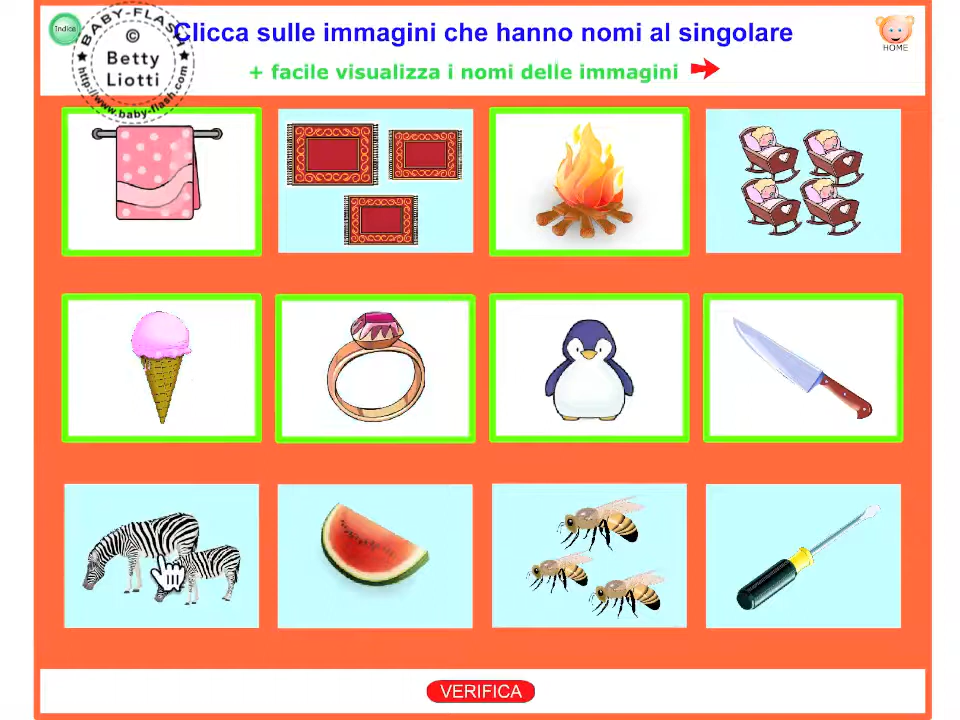 Indice
BABY-FLASH
©
Betty
Liotti
http://www.baby-flash.com
Clicca sulle immagini che hanno nomi al singolare
+ facile visualizza i nomi delle immagini
HOME
VERIFICA